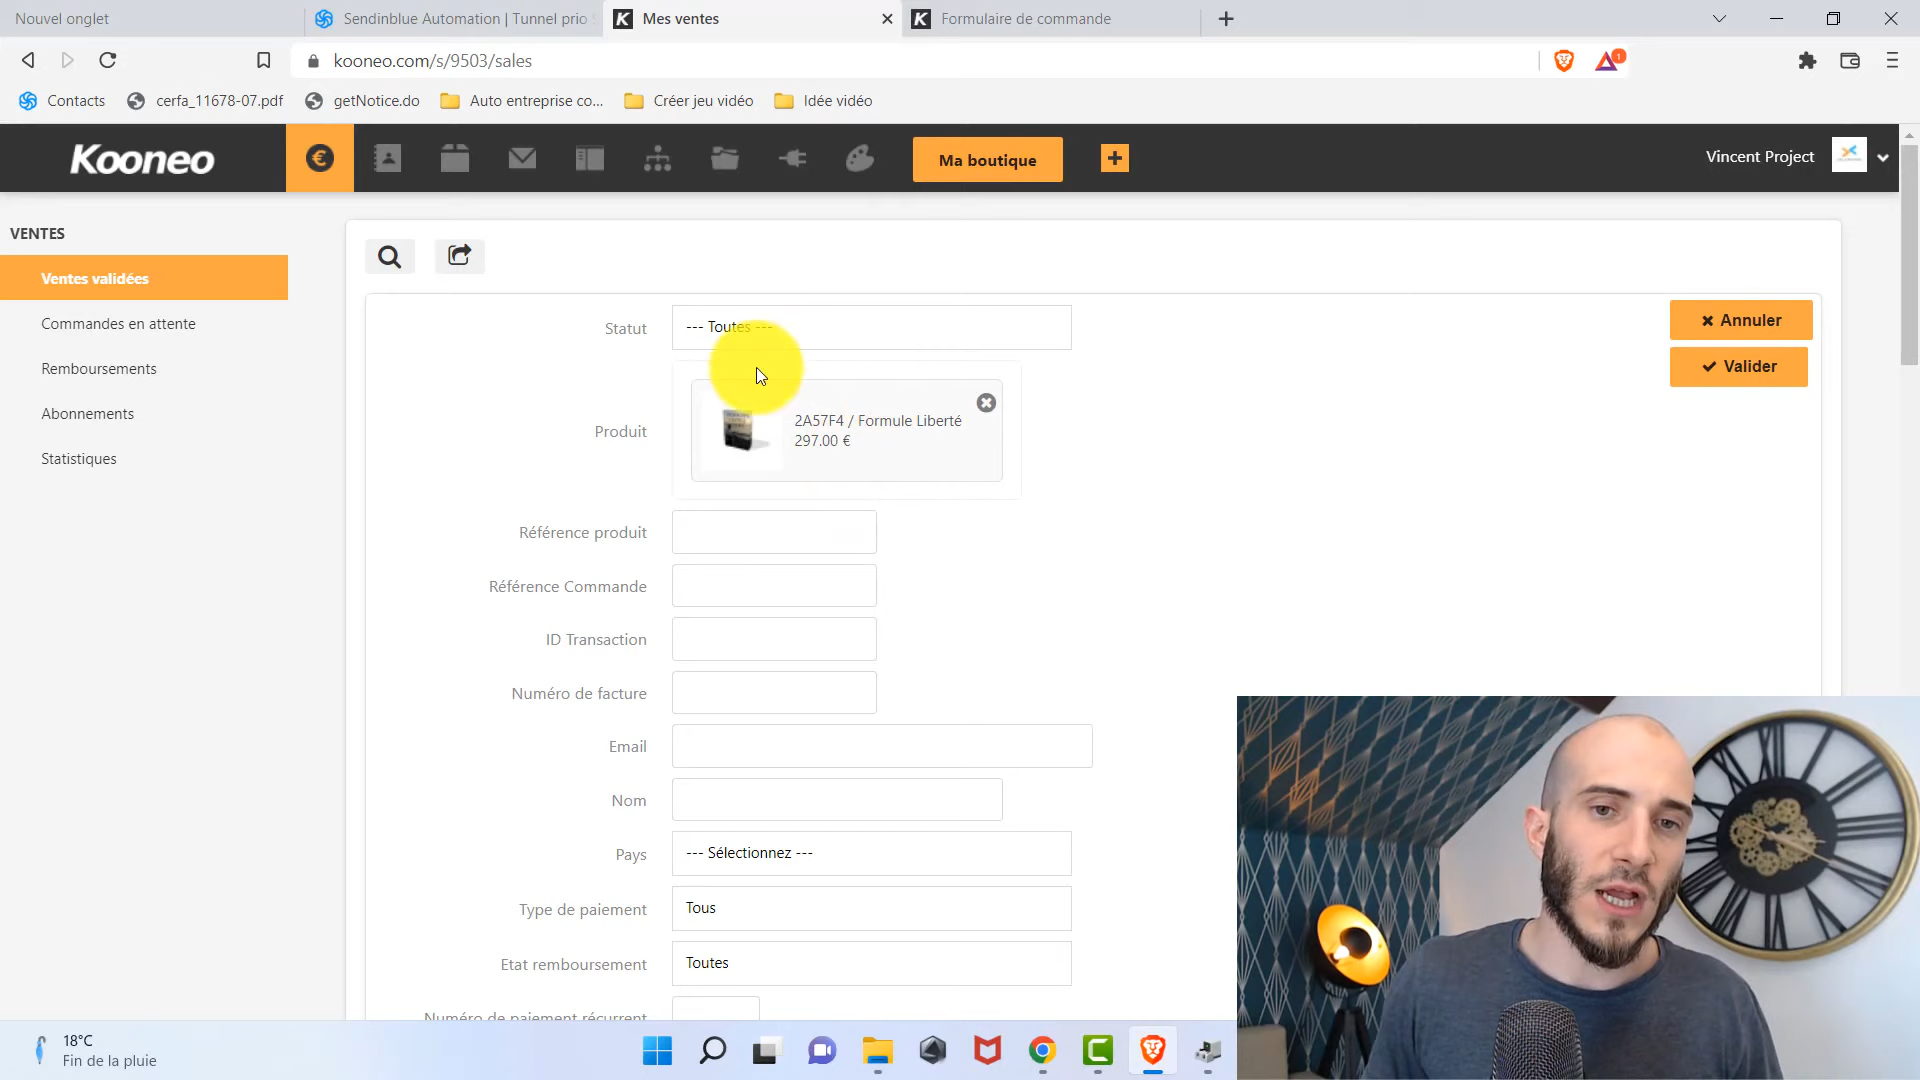 Nouvel onglet
Sendinblue Automation | Tunnel prio
Mes ventes
Formulaire de commande
kooneo.com/s/9503/sales
1
Contacts
cerfa_11678-07.pdf
getNotice.do
Auto entreprise co...
Créer jeu vidéo
Idée vidéo
Kooneo
Ma boutique
Vincent Project
VENTES
Ventes validées
Commandes en attente
Remboursements
Abonnements
Statistiques
Statut
--- Toutes ---
Annuler
Valider
Produit
2A57F4 / Formule Liberté
297.00 €
Référence produit
Référence Commande
ID Transaction
Numéro de facture
Email
Nom
Pays
--- Sélectionnez ---
Type de paiement
Tous
Etat remboursement
Toutes
Numéro de paiement récurrent
18°C
Fin de la pluie